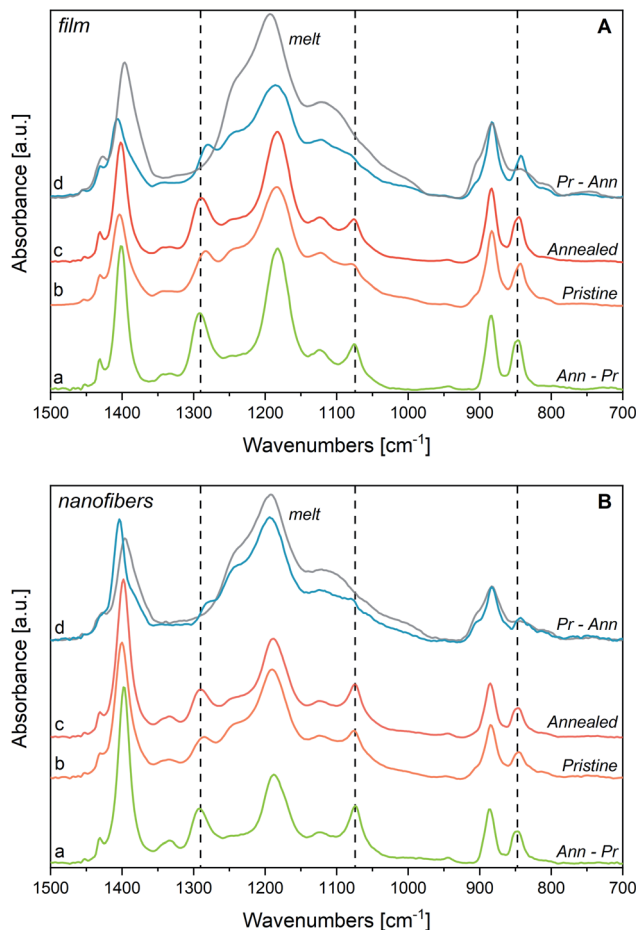 film
A
melt
d
Pr - Ann
c
Annealed
b
Pristine
a
Ann - Pr
Absorbance [a.u.]
1500 1400 1300 1200 1100 1000 900 800 700
Wavenumbers [cm⁻¹]
nanofibers
B
melt
d
Pr - Ann
c
Annealed
b
Pristine
a
Ann - Pr
Absorbance [a.u.]
1500 1400 1300 1200 1100 1000 900 800 700
Wavenumbers [cm⁻¹]